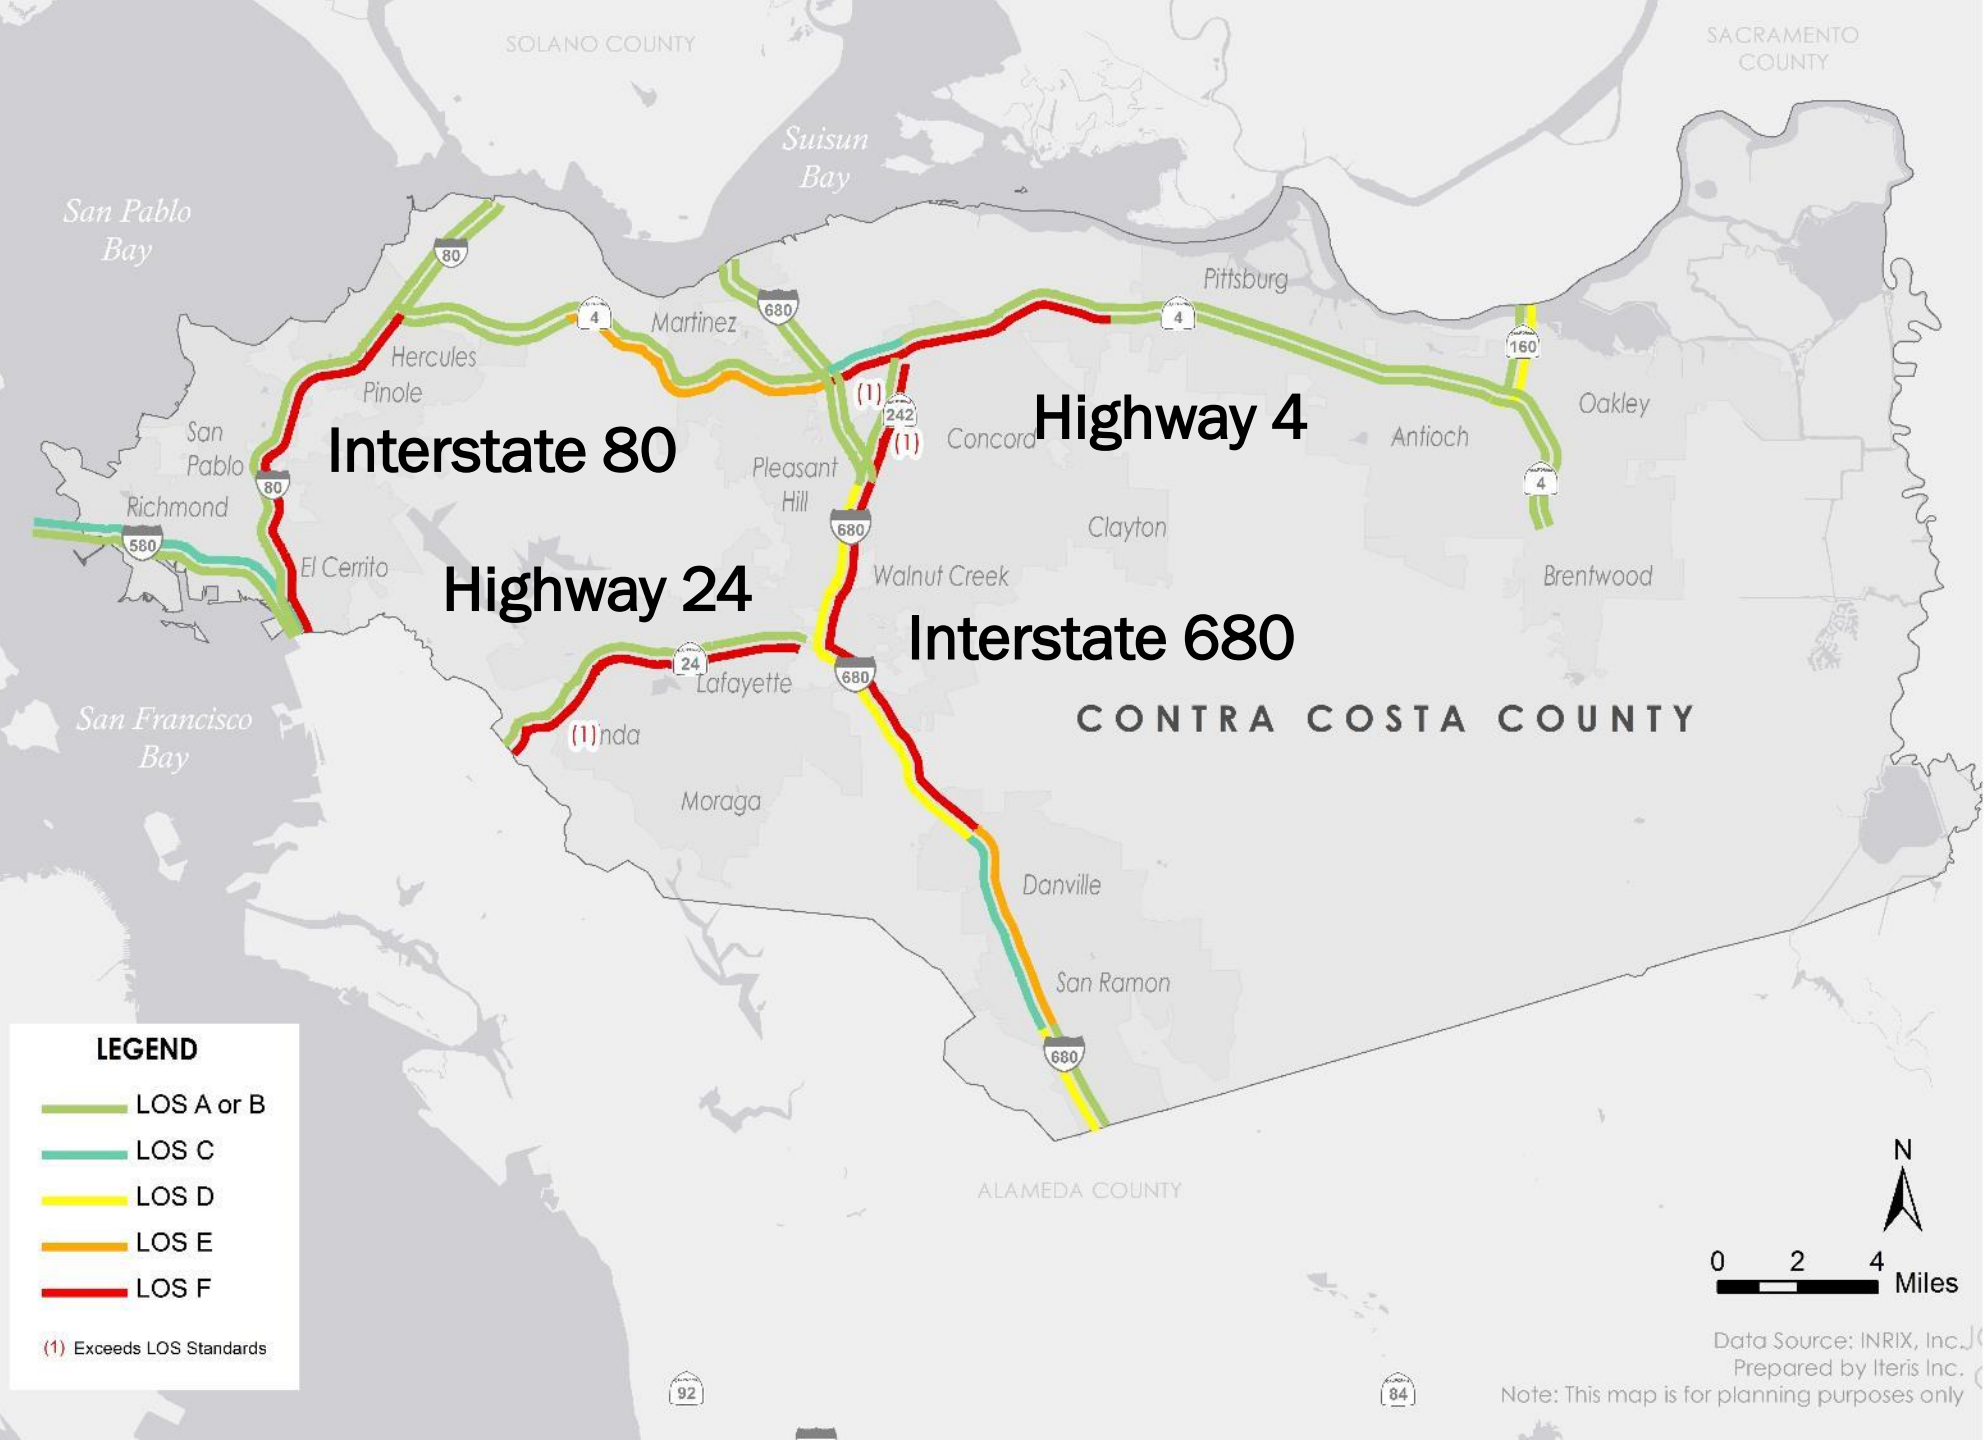 SOLANO COUNTY
SACRAMENTO
COUNTY
Suisun
Bay
San Pablo
Bay
80
Pittsburg
680
4
Martinez
4
160
Hercules
Pinole
(1)
242
Oakley
San
Pablo
Interstate 80
(1)
Concord
Highway 4
Antioch
Pleasant
Hill
80
4
Richmond
580
680
Clayton
El Cerrito
Highway 24
Walnut Creek
Brentwood
Interstate 680
24
Lafayette
680
San Francisco
Bay
(1)nda
CONTRA COSTA COUNTY
Moraga
Danville
San Ramon
680
LEGEND
LOS A or B
LOS C
LOS D
LOS E
LOS F
(1) Exceeds LOS Standards
ALAMEDA COUNTY
N
0 2 4
Miles
Data Source: INRIX, Inc.
Prepared by Iteris Inc.
Note: This map is for planning purposes only
92
84